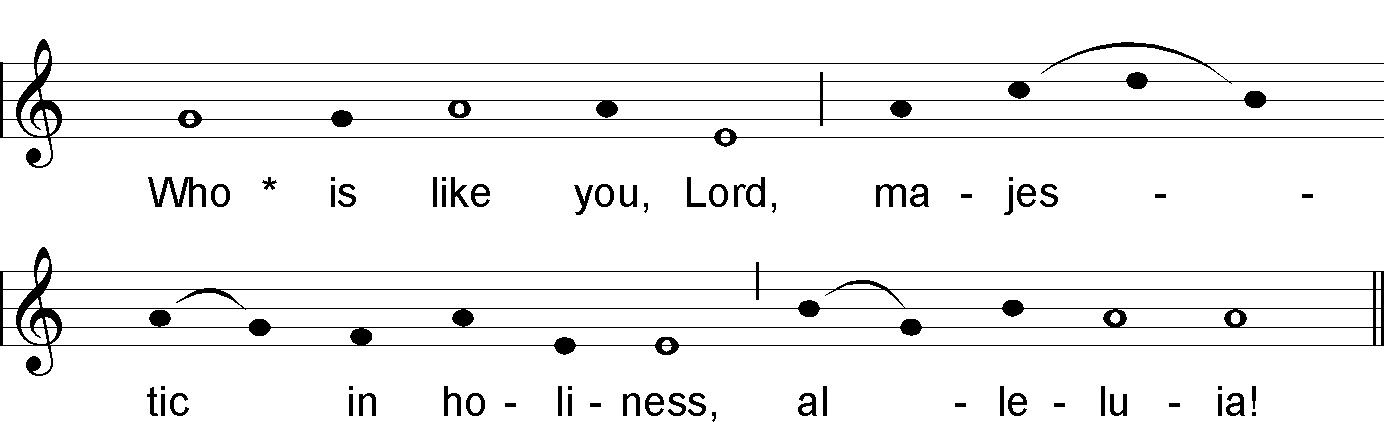 Who * is like you, Lord, ma - jes - -
tic in ho - li - ness, al - le - lu - ia!